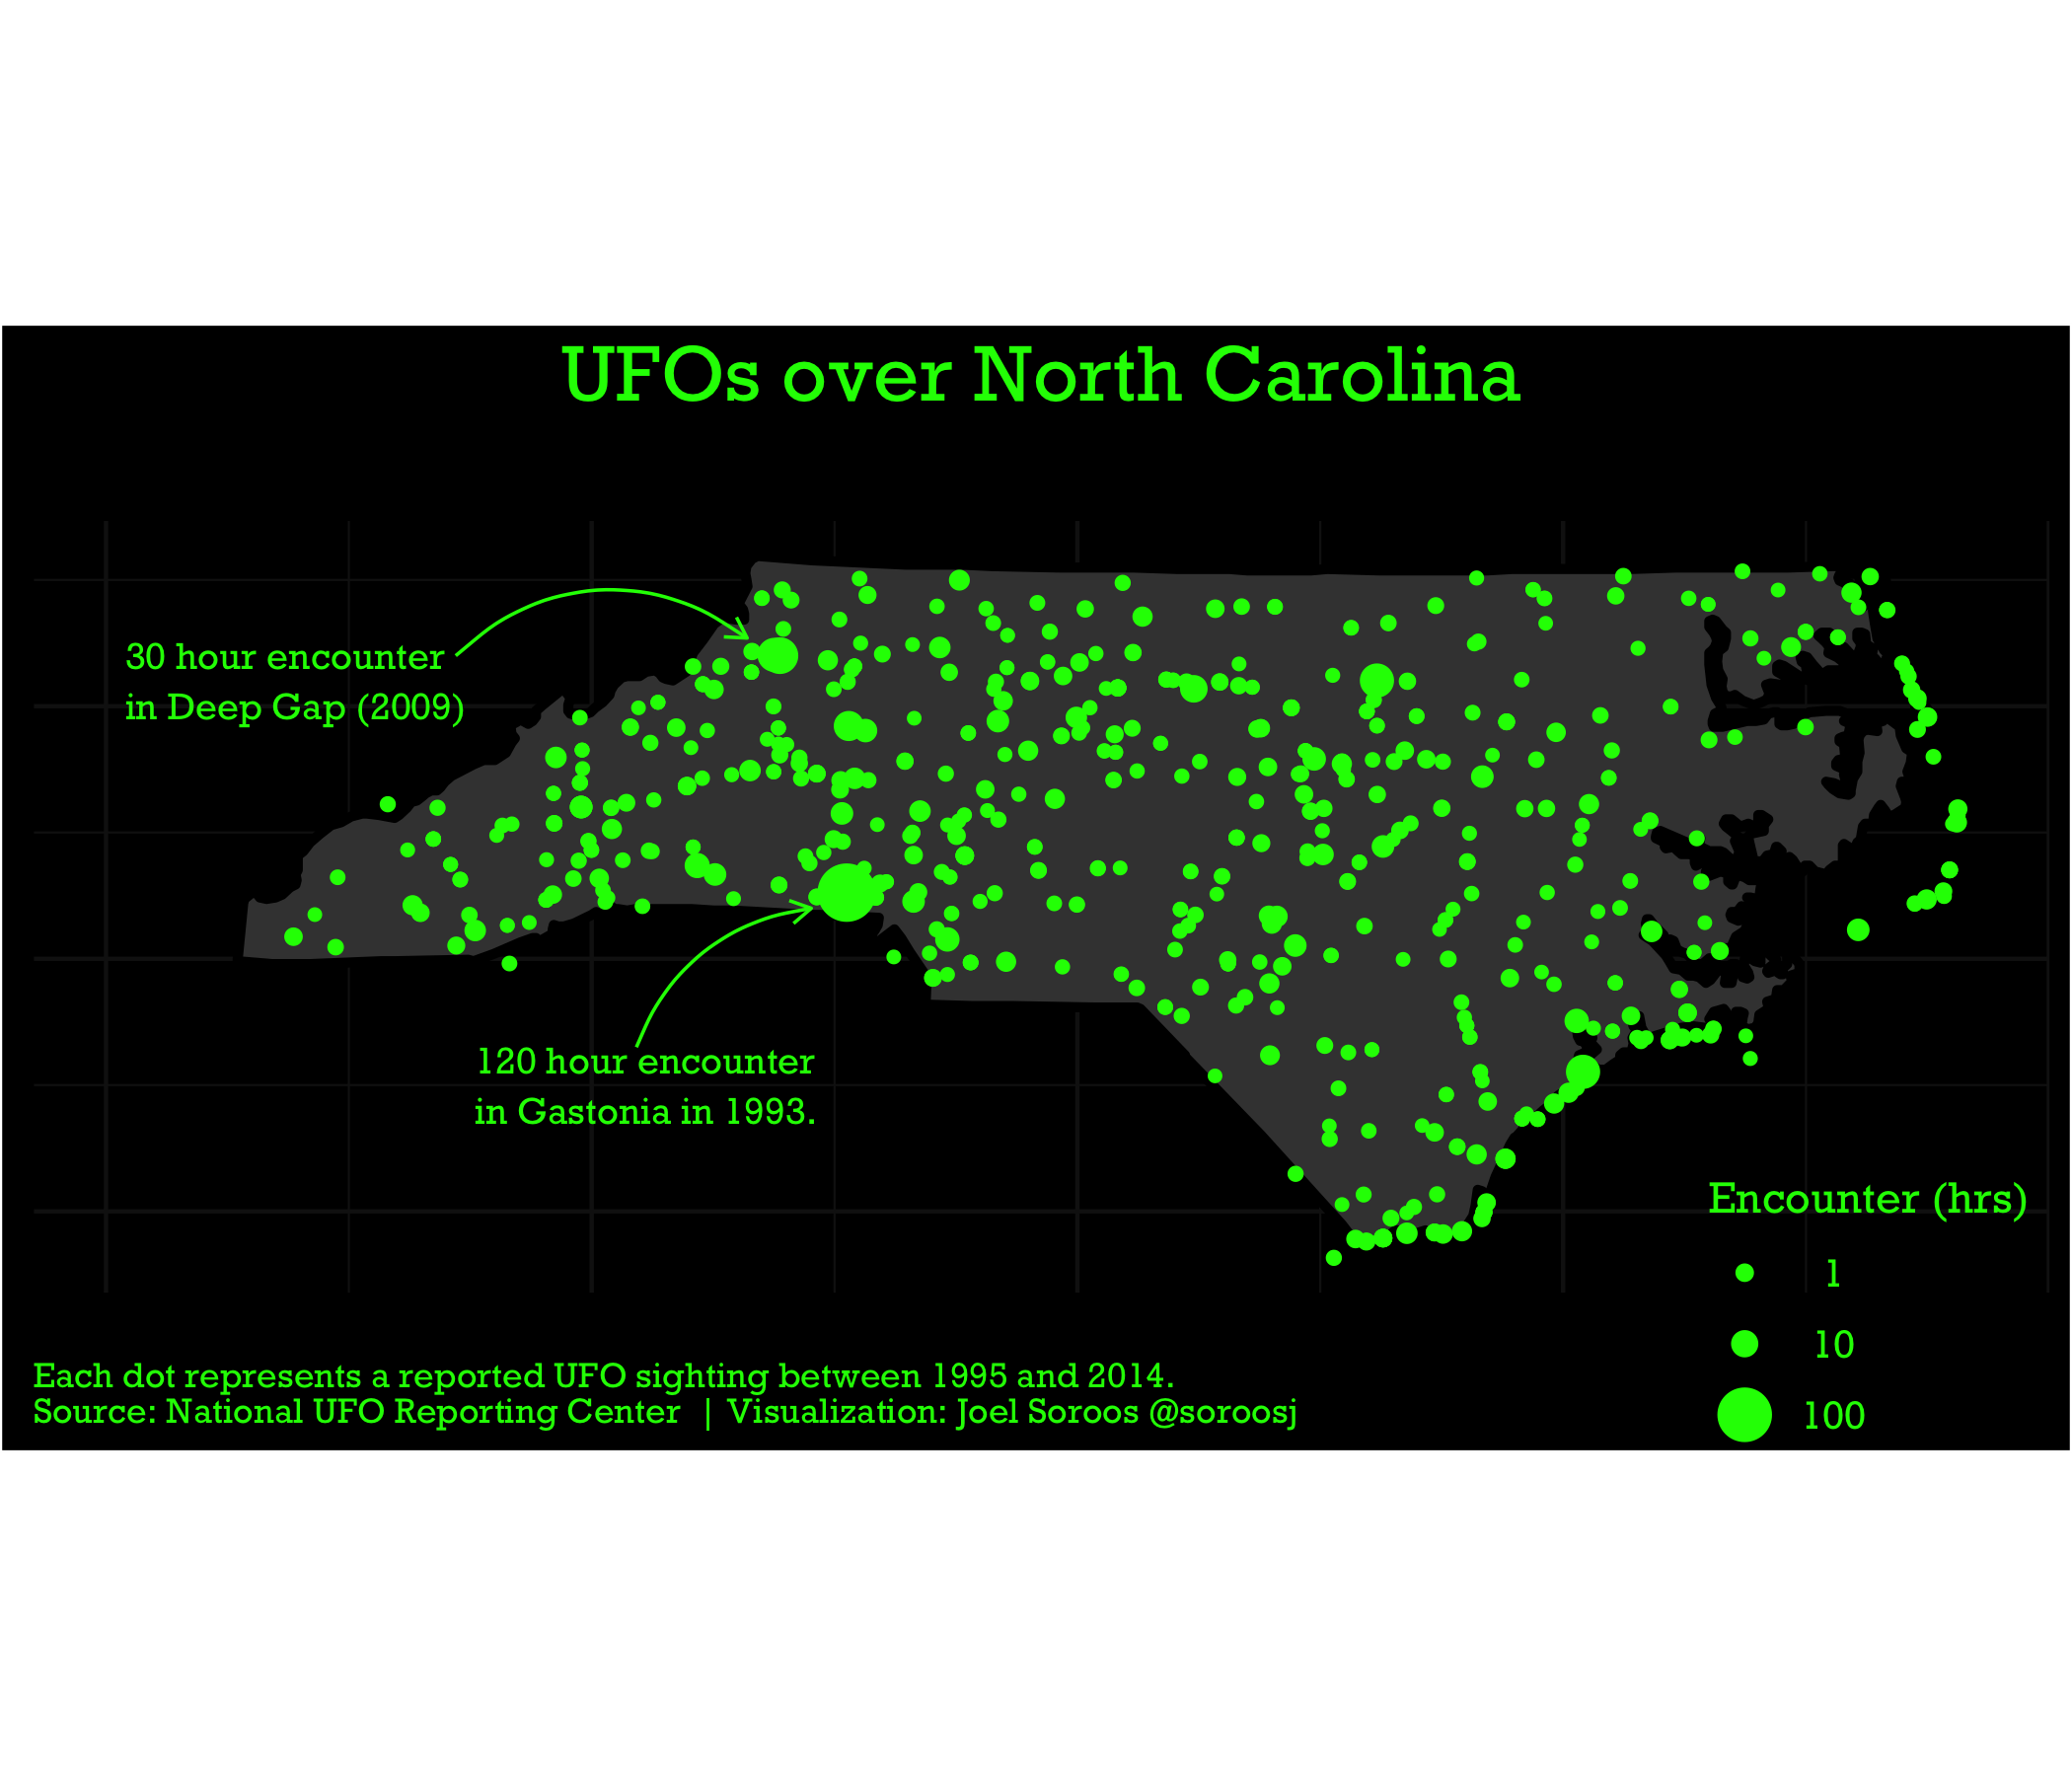 UFOs over North Carolina
30 hour encounter
in Deep Gap (2009)
120 hour encounter
in Gastonia in 1993.
Encounter (hrs)
1
10
100
Each dot represents a reported UFO sighting between 1995 and 2014.
Source: National UFO Reporting Center | Visualization: Joel Soroos @soroosj